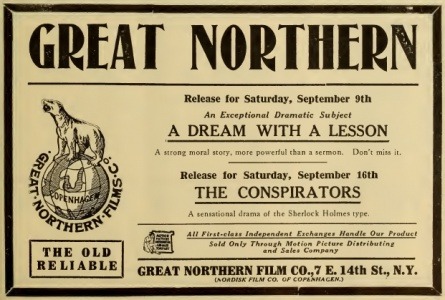 GREAT NORTHERN
Release for Saturday, September 9th
An Exceptional Dramatic Subject
A DREAM WITH A LESSON
A strong moral story, more powerful than a sermon. Don't miss it.
Release for Saturday, September 16th
THE CONSPIRATORS
A sensational drama of the Sherlock Holmes type.
GREAT NORTHERN FILMS Co.
COPENHAGEN
THE OLD
RELIABLE
All First-class Independent Exchanges Handle Our Product
Sold Only Through Motion Picture Distributing
and Sales Company
GREAT NORTHERN FILM CO., 7 E. 14th St., N.Y.
(NORDISK FILM CO. OF COPENHAGEN.)